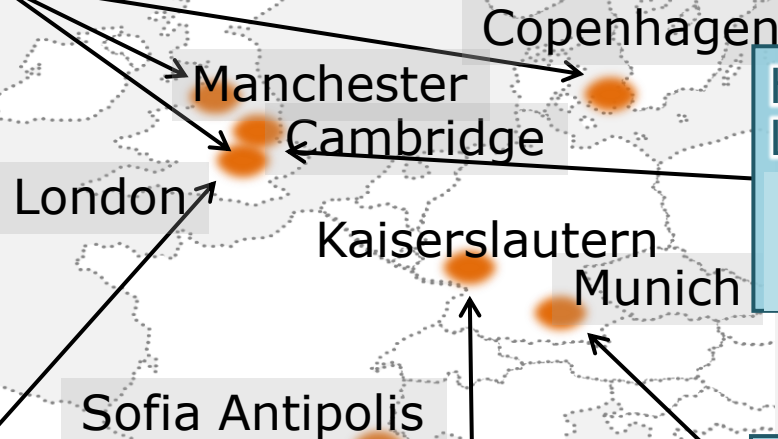 Copenhagen
Manchester
Cambridge
London
Kaiserslautern
Munich
Sofia Antipolis